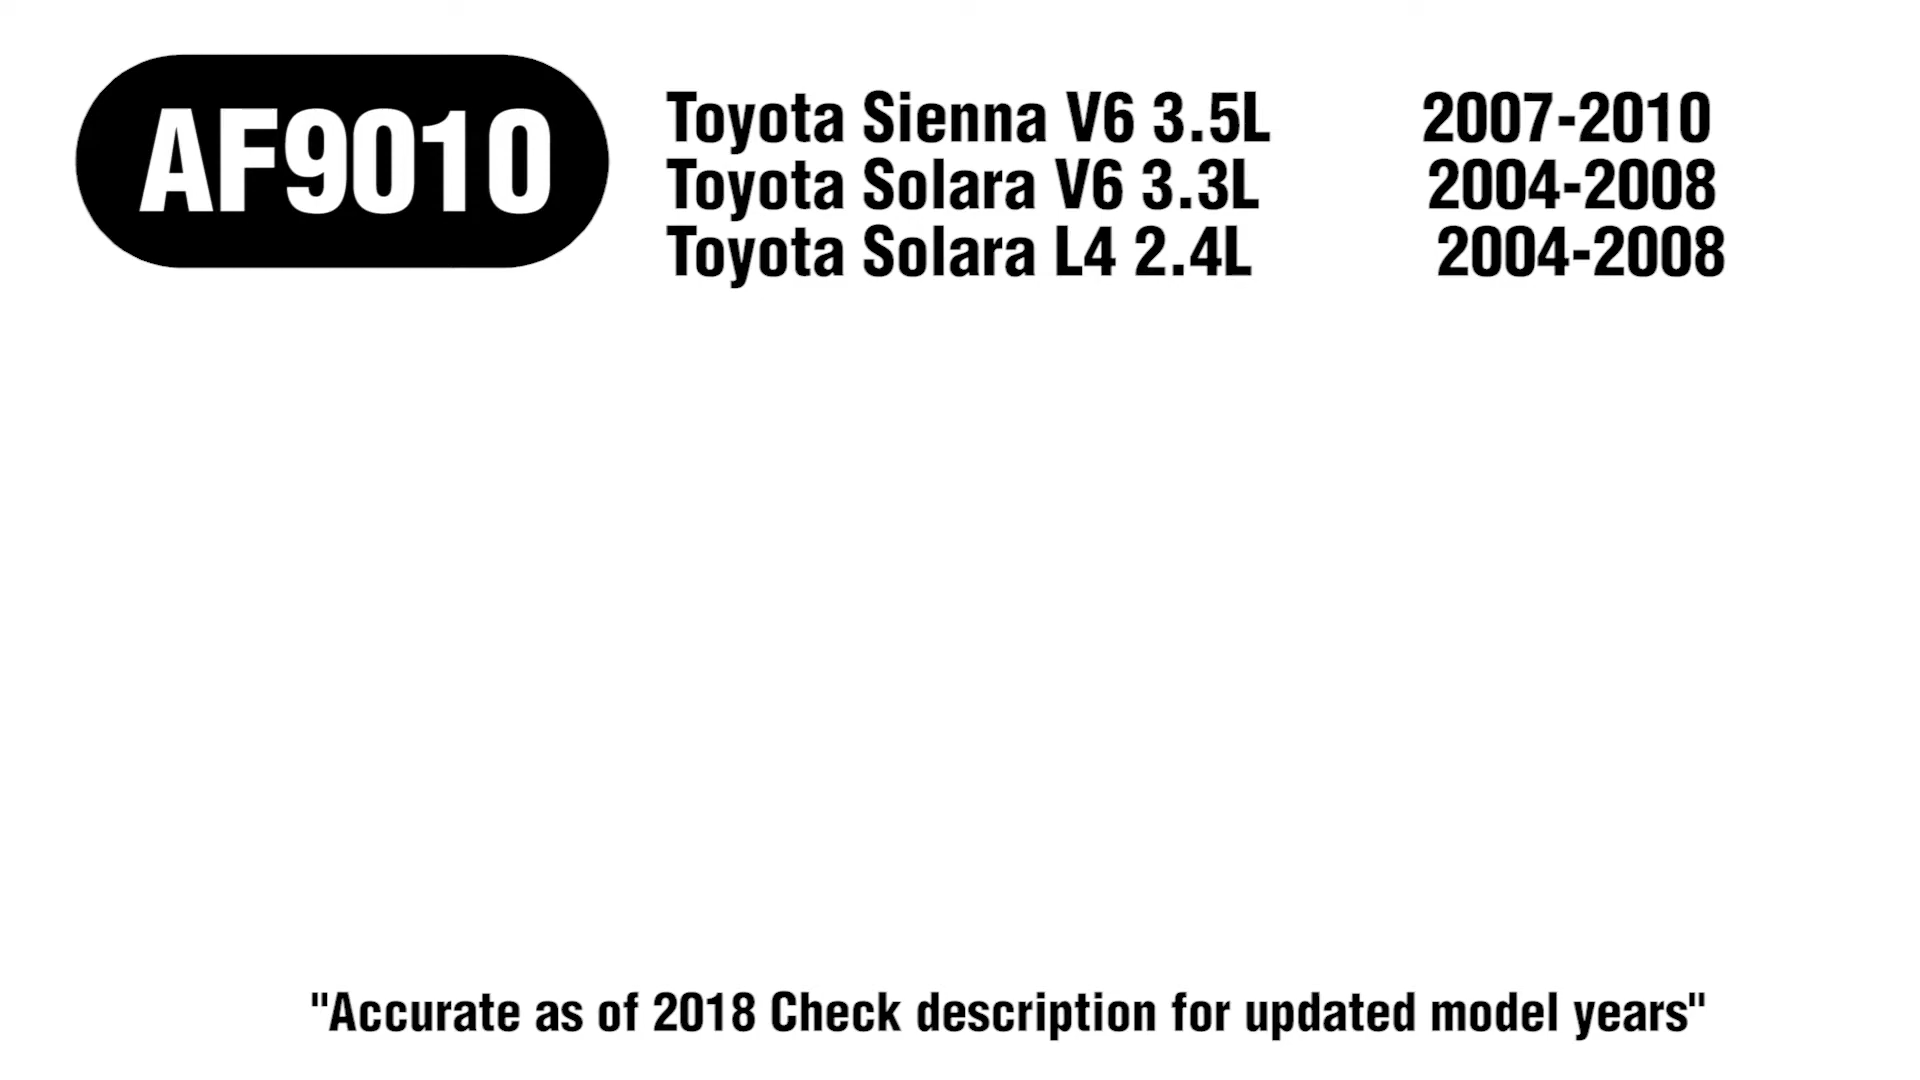 AF9010
Toyota Sienna V6 3.5L 2007-2010
Toyota Solara V6 3.3L 2004-2008
Toyota Solara L4 2.4L 2004-2008
"Accurate as of 2018 Check description for updated model years"